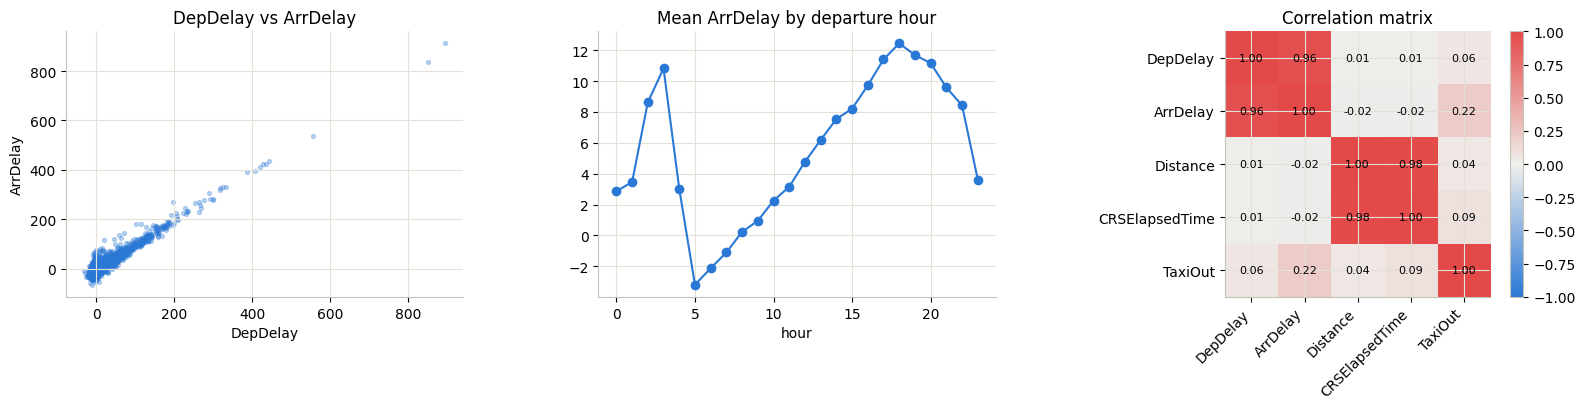 DepDelay vs ArrDelay
ArrDelay
800
600
400
200
0
0 200 400 600 800
DepDelay
Mean ArrDelay by departure hour
12
10
8
6
4
2
0
−2
0 5 10 15 20
hour
Correlation matrix
DepDelay 1.00 0.96 0.01 0.01 0.06
ArrDelay 0.96 1.00 -0.02 -0.02 0.22
Distance 0.01 -0.02 1.00 0.98 0.04
CRSElapsedTime 0.01 -0.02 0.98 1.00 0.09
TaxiOut 0.06 0.22 0.04 0.09 1.00
DepDelay ArrDelay Distance CRSElapsedTime TaxiOut
1.00
0.75
0.50
0.25
0.00
−0.25
−0.50
−0.75
−1.00